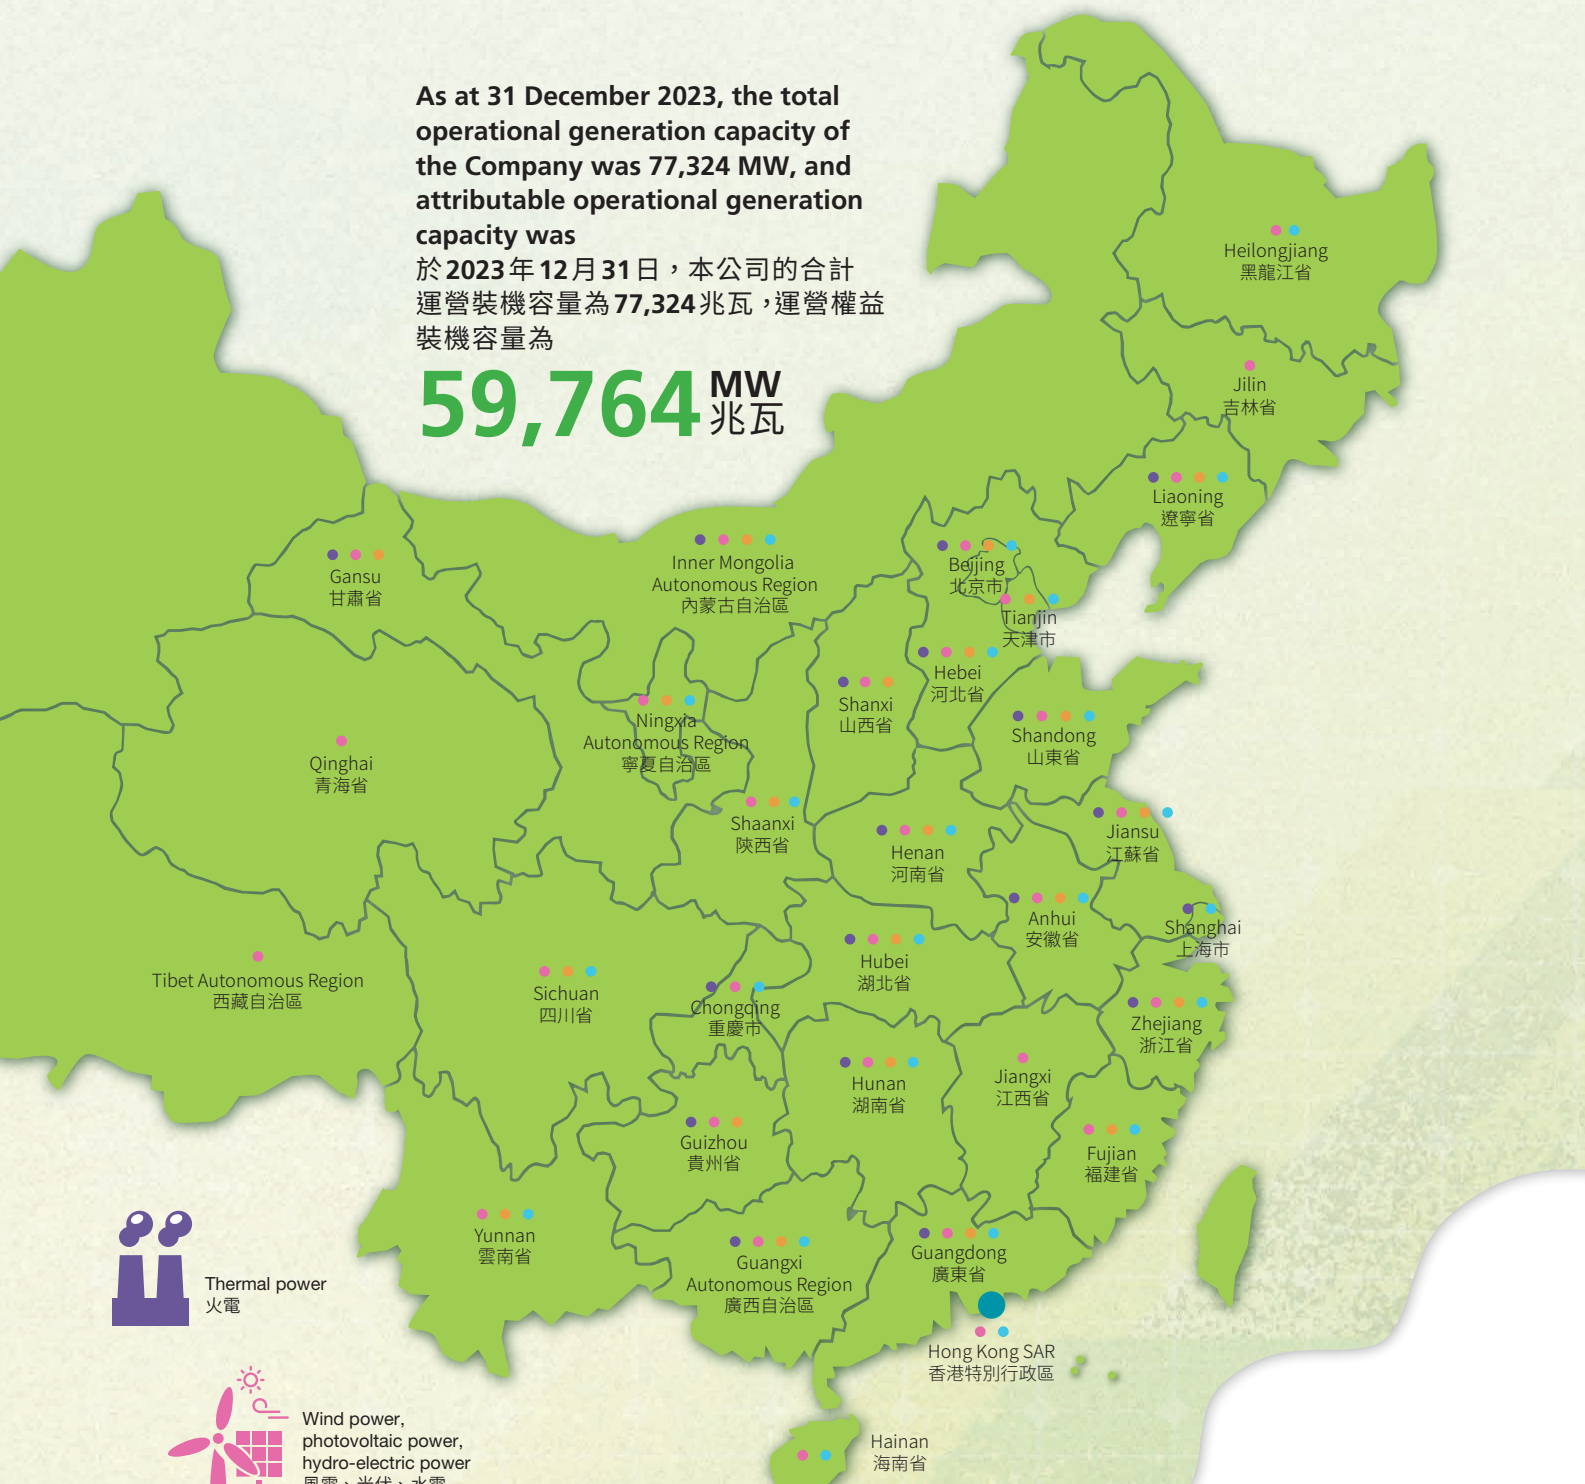 As at 31 December 2023, the total
operational generation capacity of
the Company was 77,324 MW, and
attributable operational generation
capacity was
於2023年12月31日，本公司的合計
運營裝機容量為77,324兆瓦，運營權益
裝機容量為
59,764 MW
兆瓦
Heilongjiang
黑龍江省
Jilin
吉林省
Liaoning
遼寧省
Gansu
甘肅省
Inner Mongolia
Autonomous Region
內蒙古自治區
Beijing
北京市
Tianjin
天津市
Hebei
河北省
Shanxi
山西省
Ningxia
Autonomous Region
寧夏自治區
Shandong
山東省
Qinghai
青海省
Shaanxi
陝西省
Henan
河南省
Jiansu
江蘇省
Anhui
安徽省
Shanghai
上海市
Tibet Autonomous Region
西藏自治區
Sichuan
四川省
Chongqing
重慶市
Hubei
湖北省
Zhejiang
浙江省
Hunan
湖南省
Jiangxi
江西省
Guizhou
貴州省
Fujian
福建省
Yunnan
雲南省
Guangxi
Autonomous Region
廣西自治區
Guangdong
廣東省
Hong Kong SAR
香港特別行政區
Hainan
海南省
Thermal power
火電
Wind power,
photovoltaic power,
hydro-electric power
風電、光伏、水電